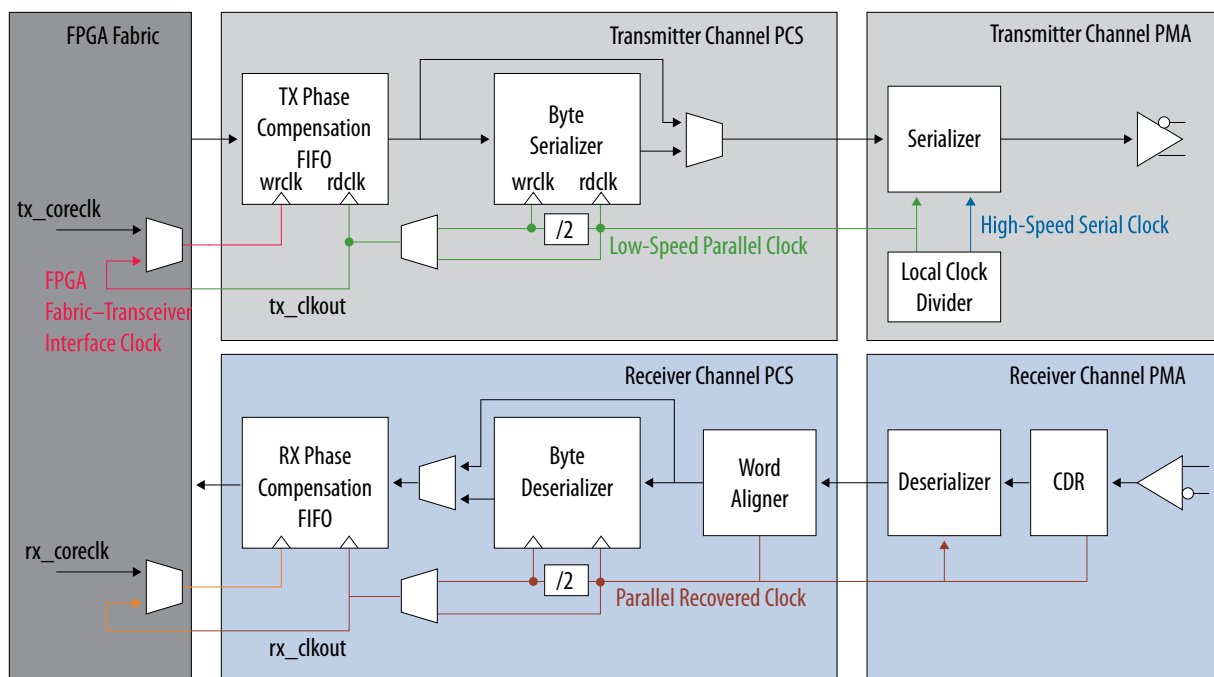 FPGA Fabric
Transmitter Channel PCS
Transmitter Channel PMA
TX Phase
Compensation
FIFO
wrclk
rdclk
Byte
Serializer
wrclk
rdclk
Serializer
tx_coreclk
/2
Low-Speed Parallel Clock
High-Speed Serial Clock
Local Clock
Divider
FPGA
Fabric–Transceiver
Interface Clock
tx_clkout
Receiver Channel PCS
Receiver Channel PMA
RX Phase
Compensation
FIFO
Byte
Deserializer
Word
Aligner
Deserializer
CDR
rx_coreclk
/2
Parallel Recovered Clock
rx_clkout